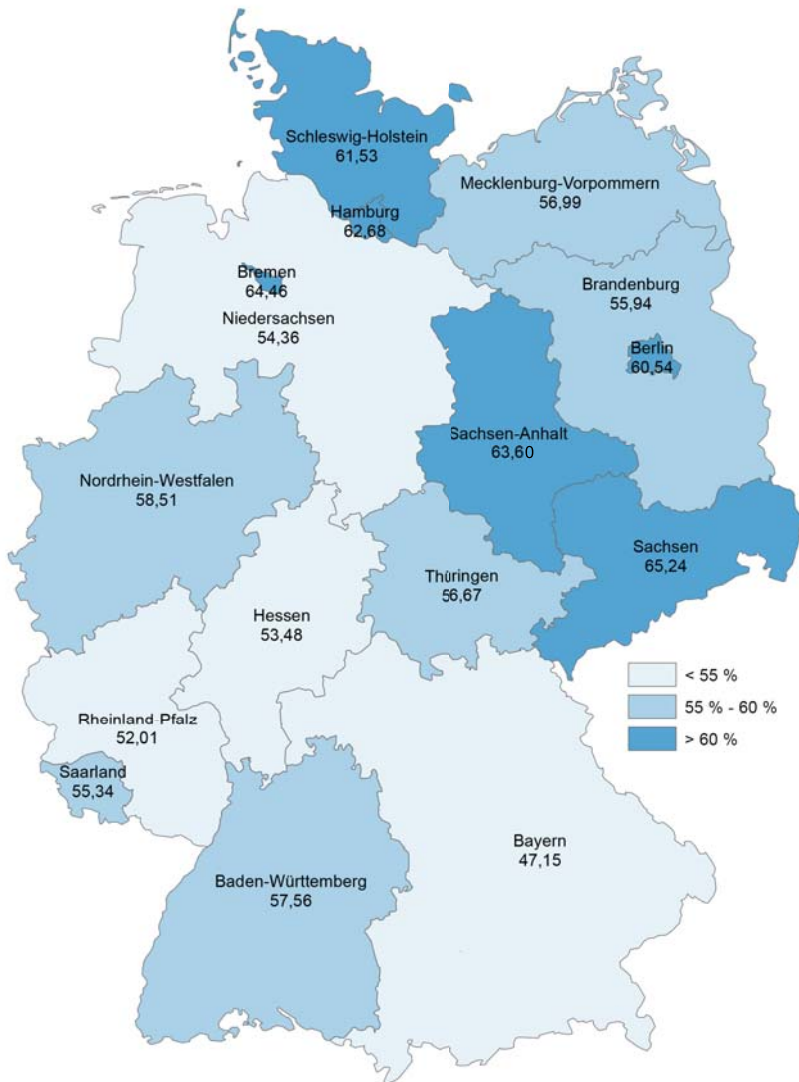 Schleswig-Holstein
61,53
Mecklenburg-Vorpommern
56,99
Hamburg
62,68
Bremen
64,46
Brandenburg
55,94
Niedersachsen
54,36
Berlin
60,54
Sachsen-Anhalt
63,60
Nordrhein-Westfalen
58,51
Sachsen
65,24
Thüringen
56,67
Hessen
53,48
< 55 %
55 % - 60 %
> 60 %
Rheinland-Pfalz
52,01
Saarland
55,34
Bayern
47,15
Baden-Württemberg
57,56